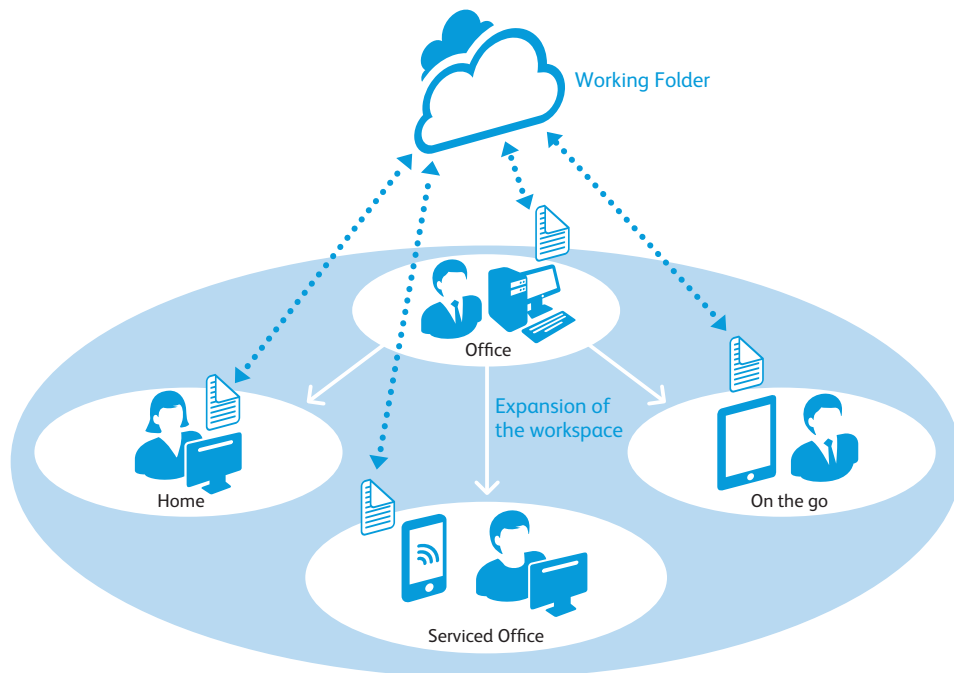 Working Folder
Office
Expansion of
the workspace
Home
On the go
Serviced Office